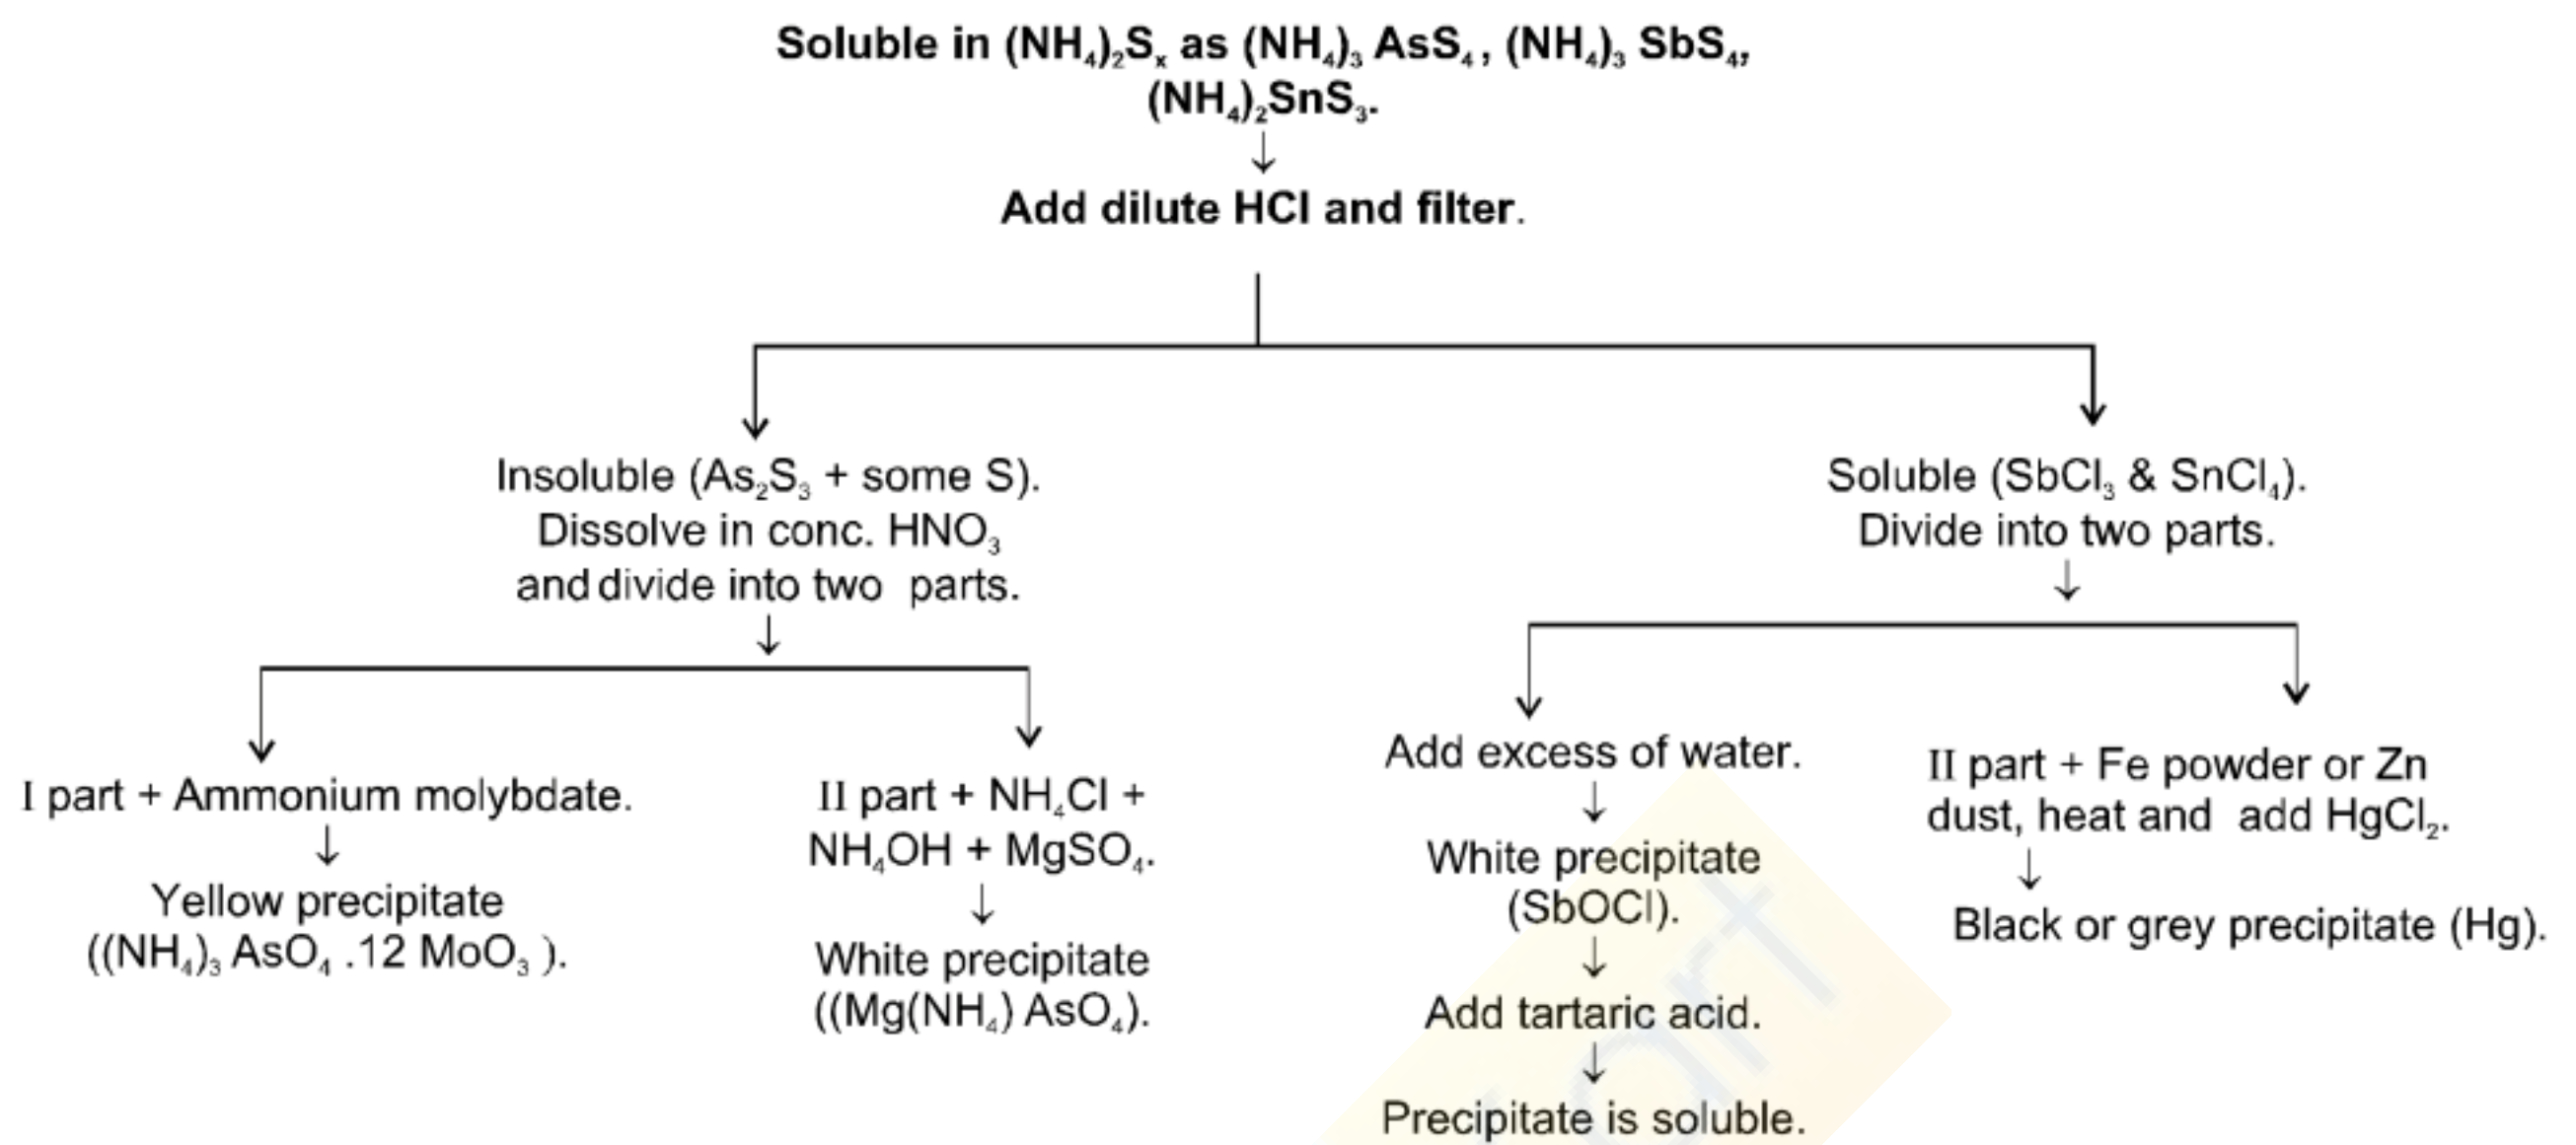 Soluble in (NH₄)₂Sₓ as (NH₄)₃ AsS₄ , (NH₄)₃ SbS₄,
(NH₄)₂SnS₃.
↓
Add dilute HCl and filter.
Insoluble (As₂S₃ + some S).
Dissolve in conc. HNO₃
and divide into two parts.
↓
I part + Ammonium molybdate.
↓
Yellow precipitate
((NH₄)₃ AsO₄ .12 MoO₃ ).
II part + NH₄Cl +
NH₄OH + MgSO₄.
↓
White precipitate
((Mg(NH₄) AsO₄).
Soluble (SbCl₃ & SnCl₄).
Divide into two parts.
↓
Add excess of water.
↓
White precipitate
(SbOCl).
↓
Add tartaric acid.
↓
Precipitate is soluble.
II part + Fe powder or Zn
dust, heat and add HgCl₂.
↓
Black or grey precipitate (Hg).